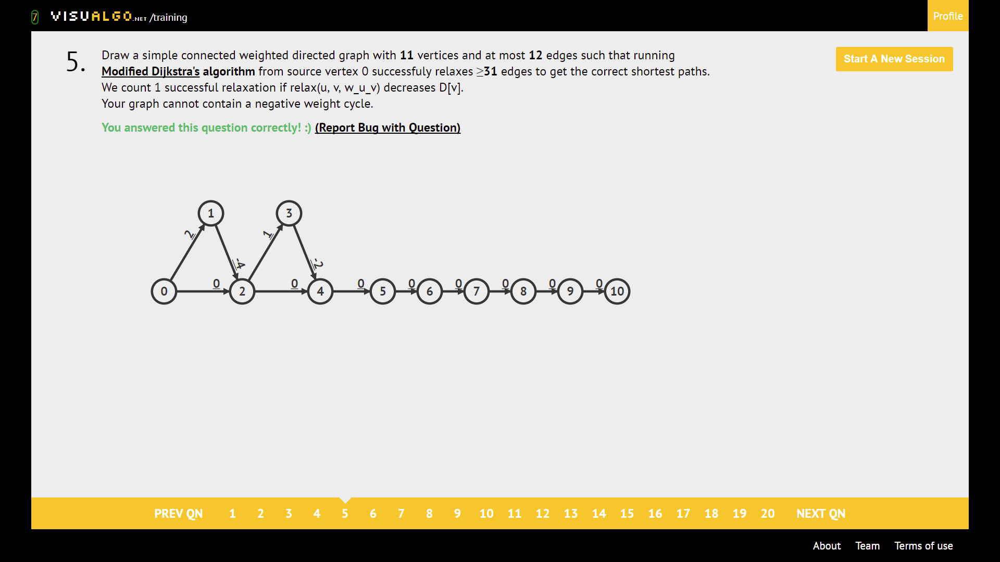 7 VISUALGO.NET /training
Profile
5.
Draw a simple connected weighted directed graph with 11 vertices and at most 12 edges such that running
Modified Dijkstra's algorithm from source vertex 0 successfuly relaxes ≥31 edges to get the correct shortest paths.
We count 1 successful relaxation if relax(u, v, w_u_v) decreases D[v].
Your graph cannot contain a negative weight cycle.
You answered this question correctly! :) (Report Bug with Question)
Start A New Session
1 3
2 1
-4 -2
0 0 0 0 0 0 0 0
0 2 4 5 6 7 8 9 10
PREV QN 1 2 3 4 5 6 7 8 9 10 11 12 13 14 15 16 17 18 19 20 NEXT QN
About Team Terms of use